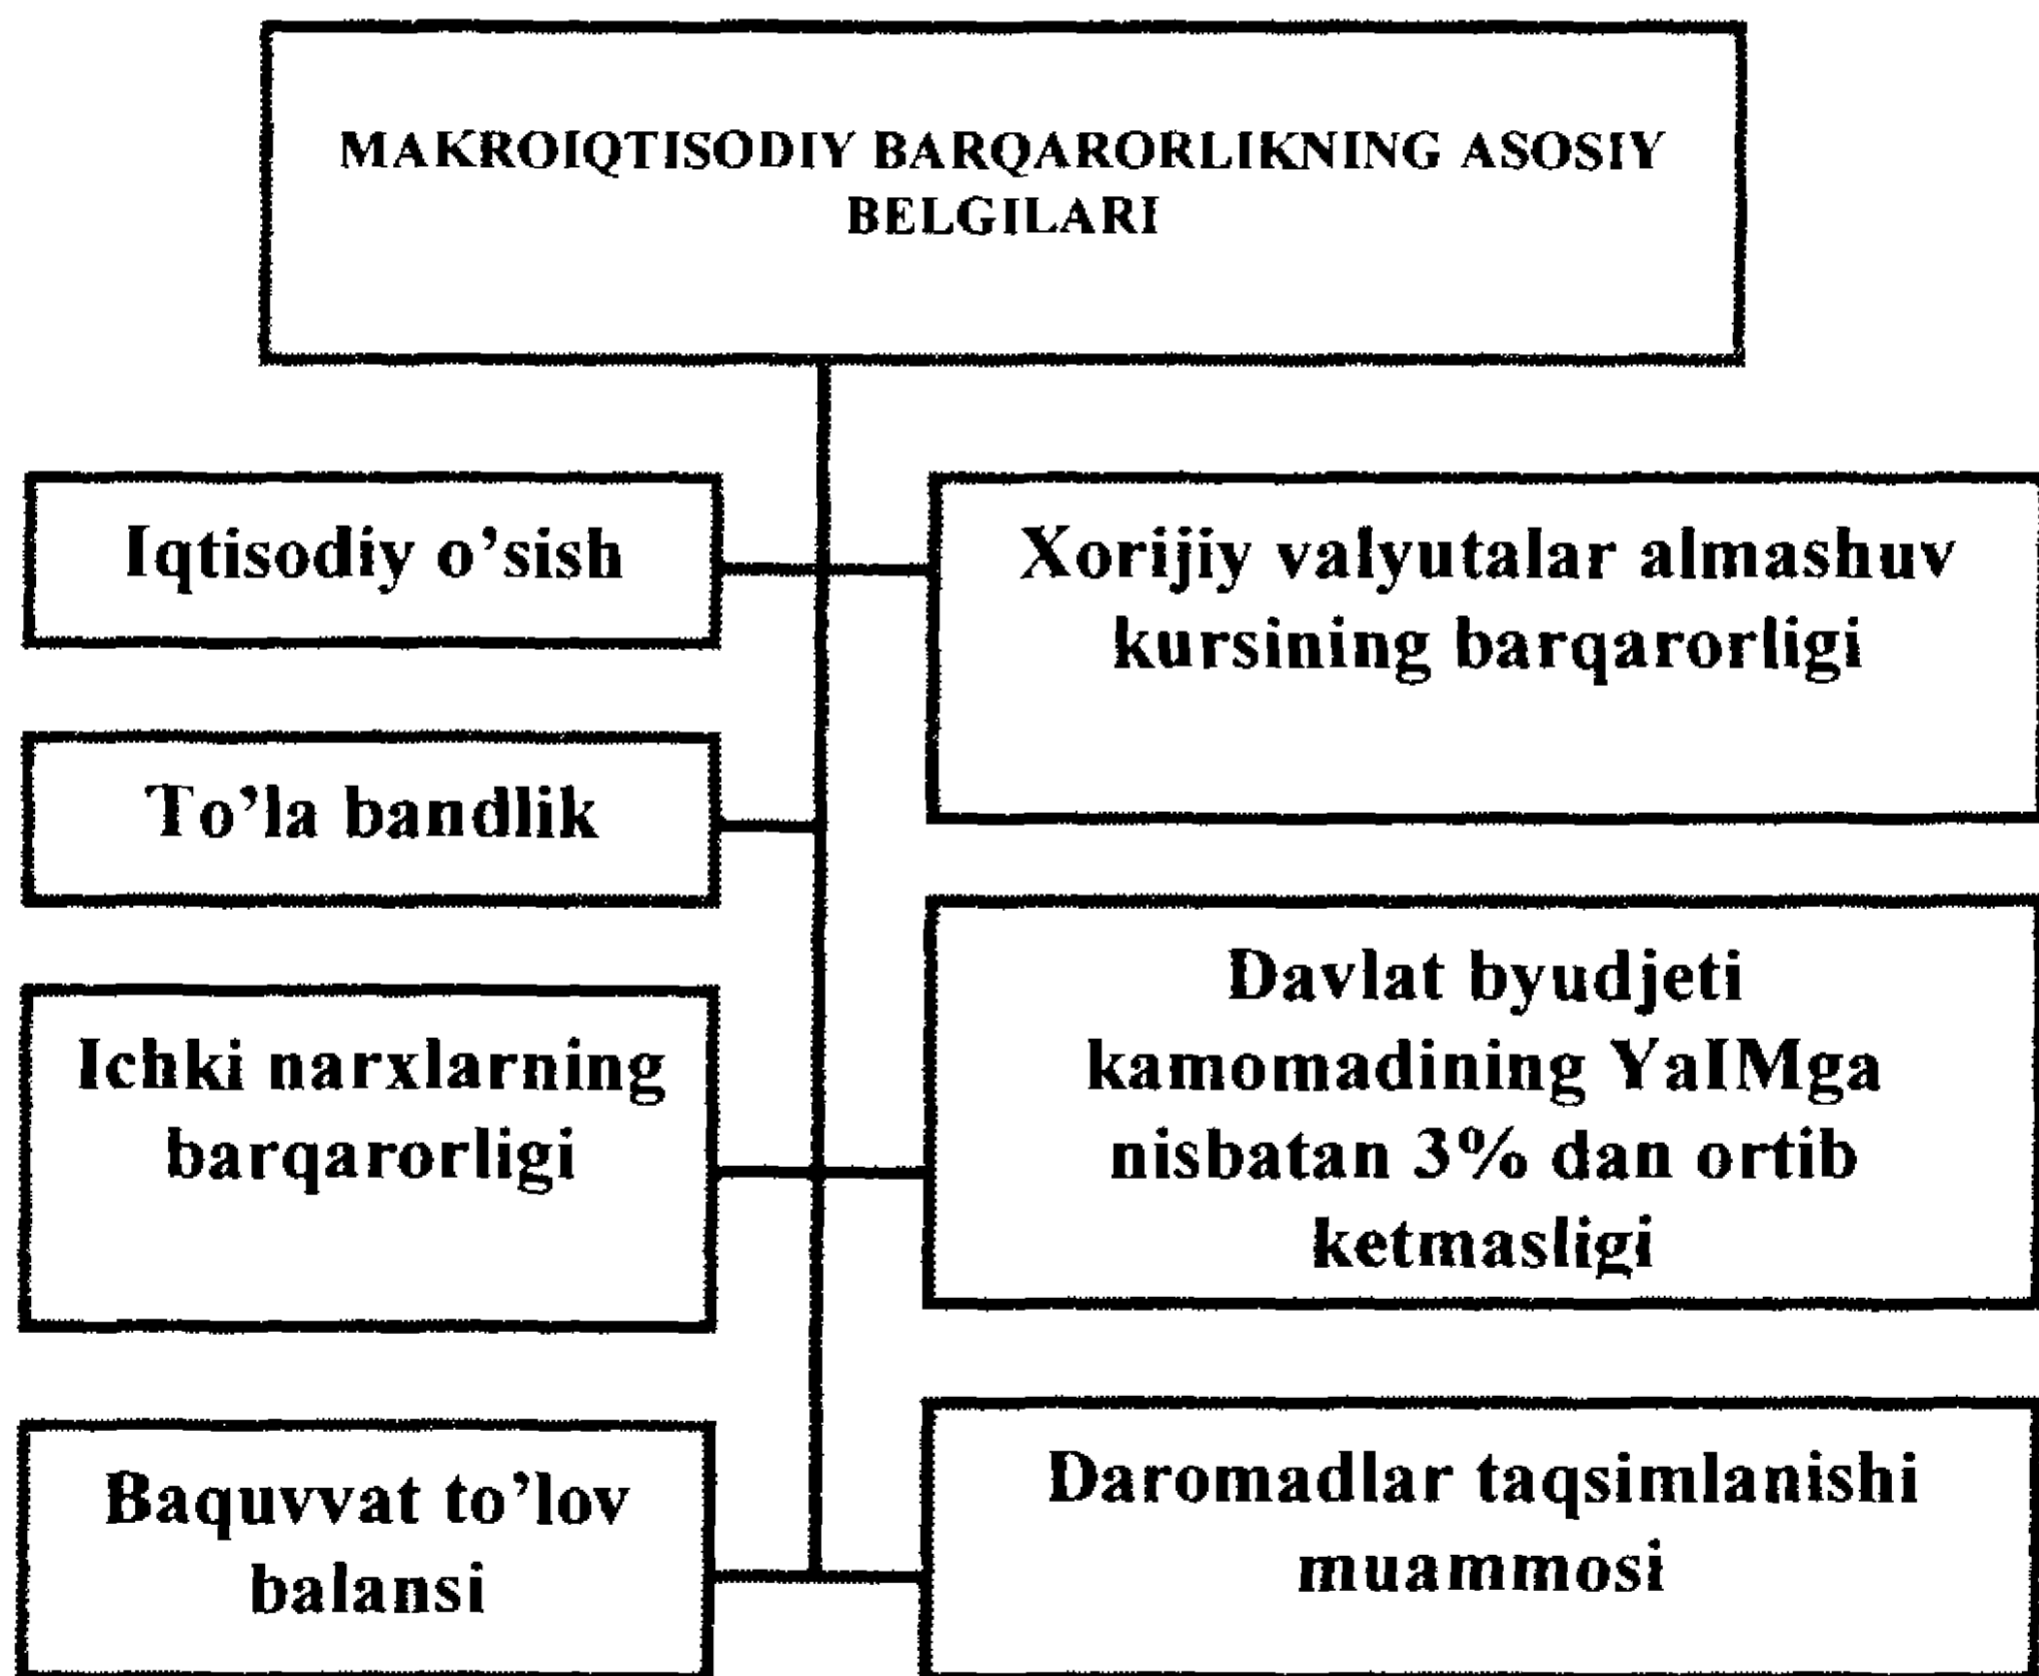 MAKROIQTISODIY BARQARORLIKNING ASOSIY
BELGILARI
Iqtisodiy o’sish
Xorijiy valyutalar almashuv
kursining barqarorligi
To’la bandlik
Ichki narxlarning
barqarorligi
Davlat byudjeti
kamomadining YaIMga
nisbatan 3% dan ortib
ketmasligi
Baquvvat to’lov
balansi
Daromadlar taqsimlanishi
muammosi